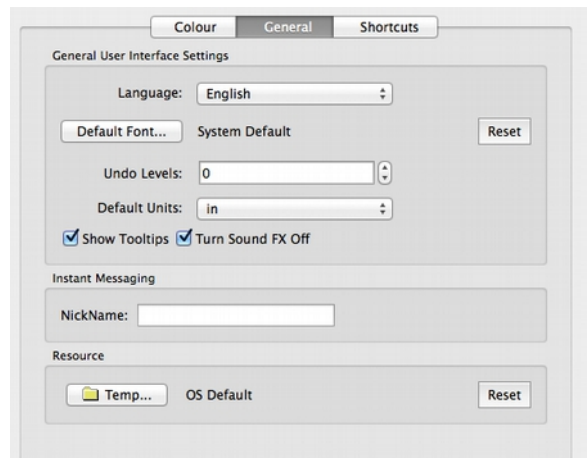 Colour General Shortcuts
General User Interface Settings
Language: English
Default Font... System Default Reset
Undo Levels: 0
Default Units: in
Show Tooltips Turn Sound FX Off
Instant Messaging
NickName:
Resource
Temp... OS Default Reset